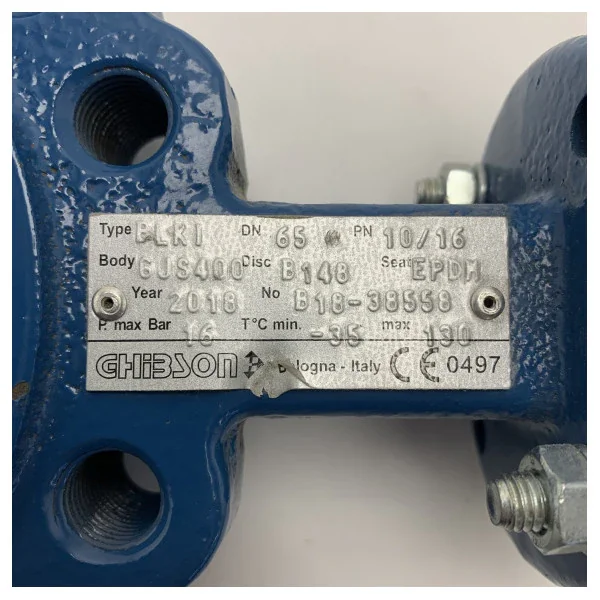 Type BLKI DN 65 PN 10/16
Body GJS400 Disc B148 Seat EPDM
Year 2018 No B18-38558
P. max Bar 16 T°C min. -35 max 130
GHIBSON Bologna - Italy CE 0497